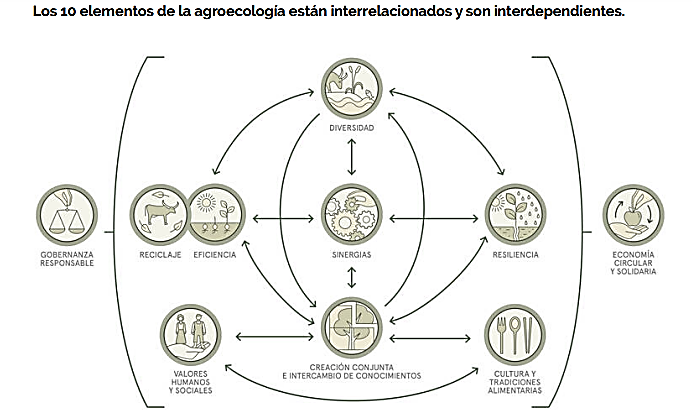 Los 10 elementos de la agroecología están interrelacionados y son interdependientes.
DIVERSIDAD
GOBERNANZA
RESPONSABLE
RECICLAJE
EFICIENCIA
SINERGIAS
RESILIENCIA
ECONOMÍA
CIRCULAR
Y SOLIDARIA
VALORES
HUMANOS
Y SOCIALES
CREACIÓN CONJUNTA
E INTERCAMBIO DE CONOCIMIENTOS
CULTURA Y
TRADICIONES
ALIMENTARIAS